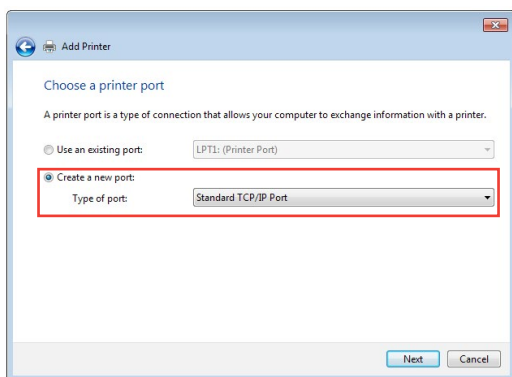 Add Printer
Choose a printer port
A printer port is a type of connection that allows your computer to exchange information with a printer.
Use an existing port:
LPT1: (Printer Port)
Create a new port:
Type of port:
Standard TCP/IP Port
Next
Cancel